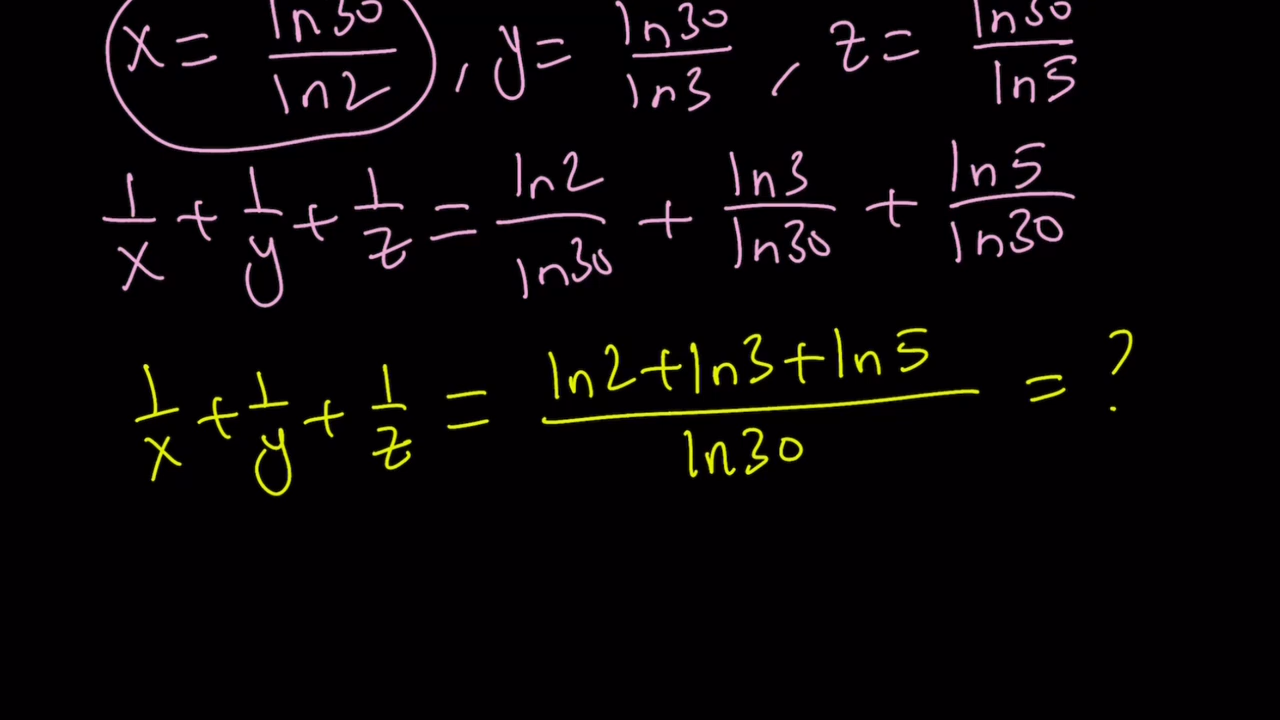 x = ln30/ln2 , y = ln30/ln3 , z = ln30/ln5
1/x + 1/y + 1/z = ln2/ln30 + ln3/ln30 + ln5/ln30
1/x + 1/y + 1/z = (ln2+ln3+ln5)/ln30 = ?